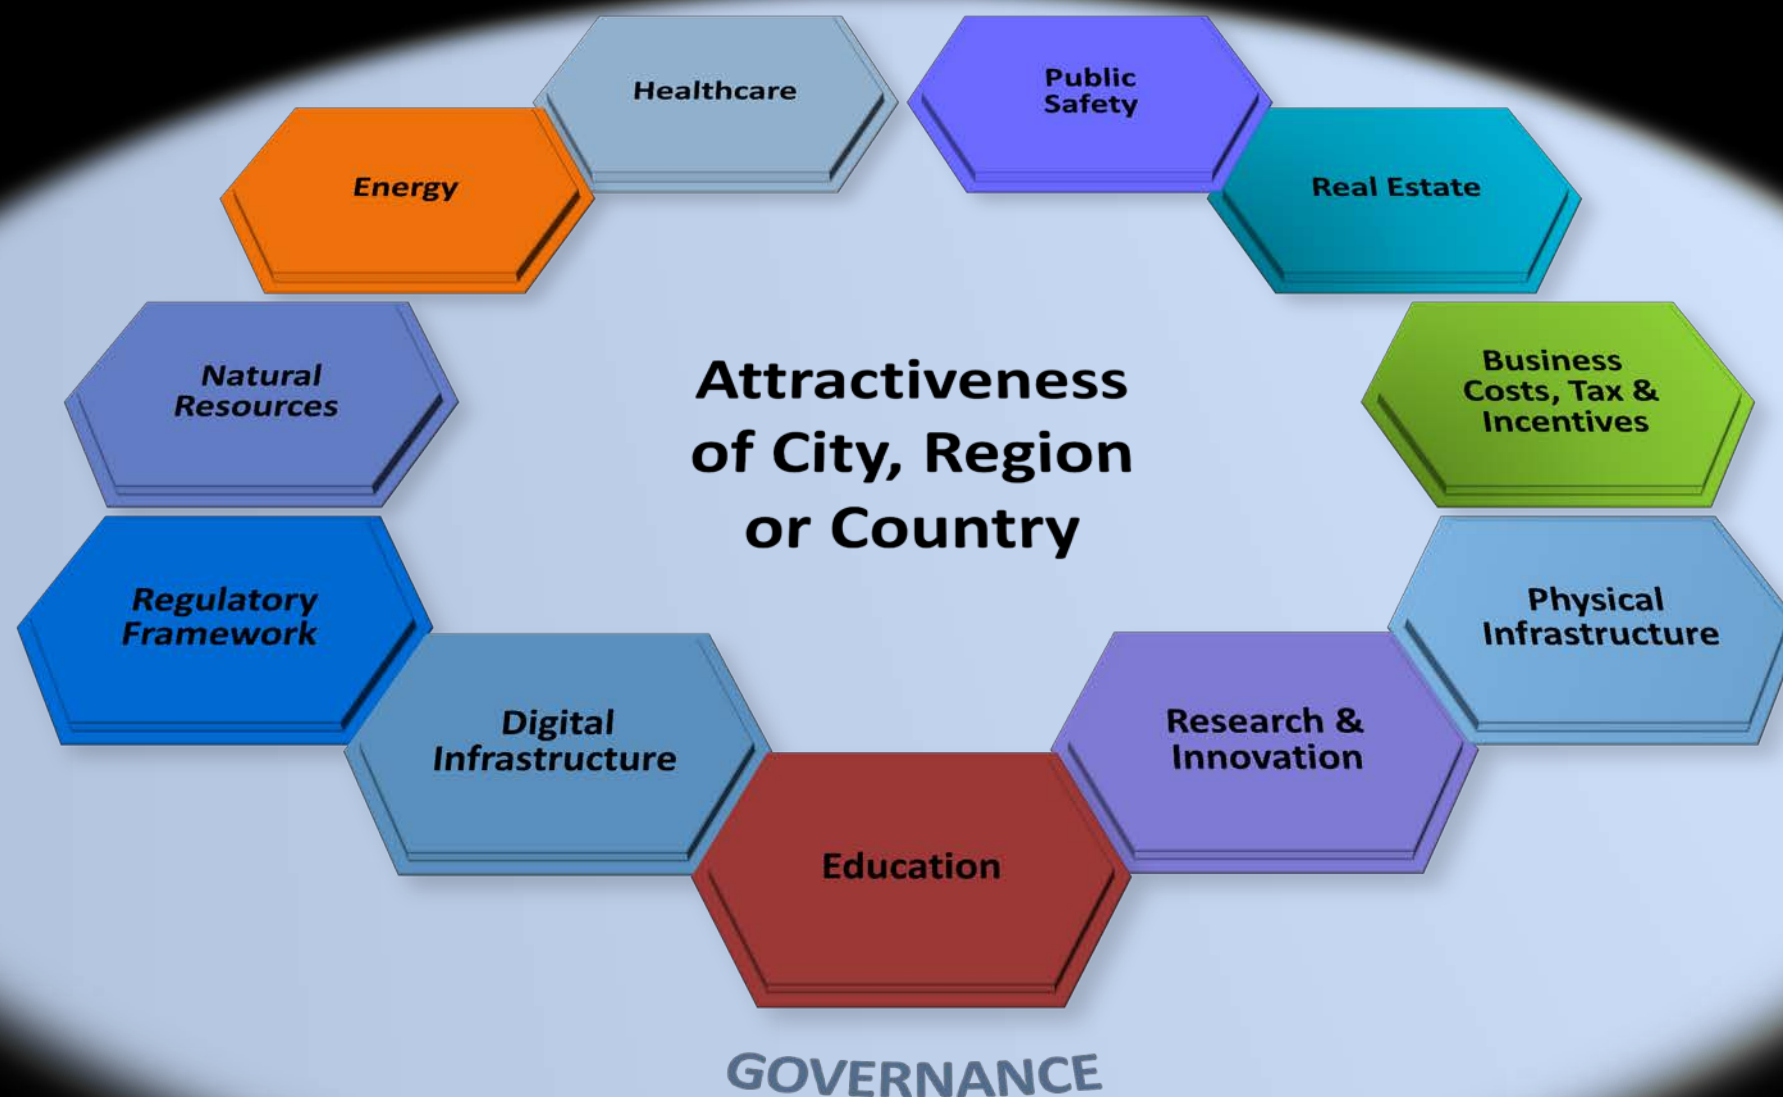 Healthcare
Public
Safety
Energy
Real Estate
Natural
Resources
Attractiveness
of City, Region
or Country
Business
Costs, Tax &
Incentives
Regulatory
Framework
Physical
Infrastructure
Digital
Infrastructure
Research &
Innovation
Education
GOVERNANCE